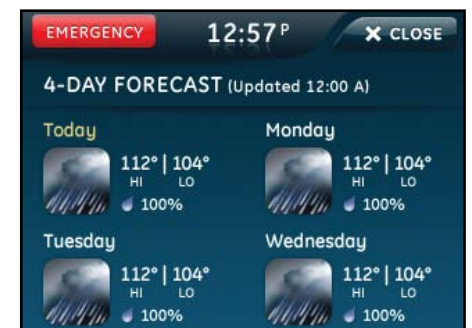 EMERGENCY 12:57 P X CLOSE
4-DAY FORECAST (Updated 12:00 A)
Today Monday
112° | 104° 112° | 104°
HI LO HI LO
100% 100%
Tuesday Wednesday
112° | 104° 112° | 104°
HI LO HI LO
100% 100%